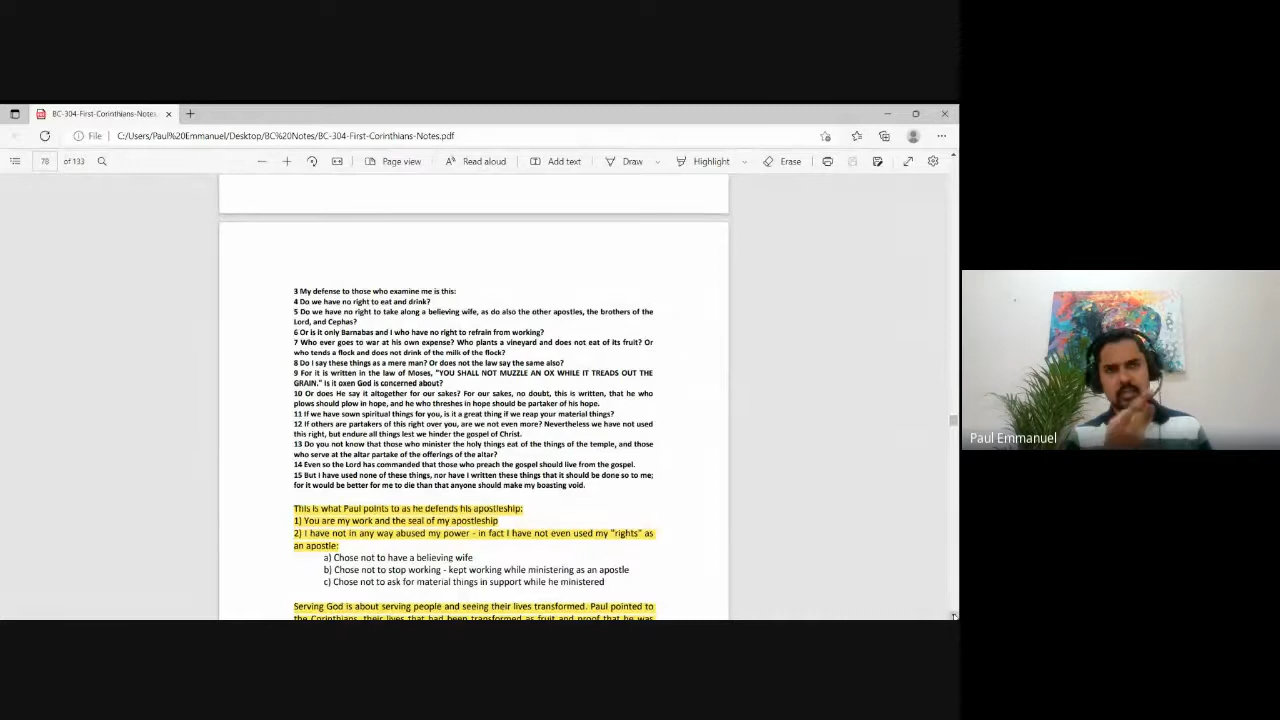 BC-304-First-Corinthians-Notes.
File
C:/Users/Paul%20Emmanuel/Desktop/BC%20Notes/BC-304-First-Corinthians-Notes.pdf
78 of 133
Page view
Read aloud
Add text
Draw
Highlight
Erase
3 My defense to those who examine me is this:
4 Do we have no right to eat and drink?
5 Do we have no right to take along a believing wife, as do also the other apostles, the brothers of the
Lord, and Cephas?
6 Or is it only Barnabas and I who have no right to refrain from working?
7 Who ever goes to war at his own expense? Who plants a vineyard and does not eat of its fruit? Or
who tends a flock and does not drink of the milk of the flock?
8 Do I say these things as a mere man? Or does not the law say the same also?
9 For it is written in the law of Moses, "YOU SHALL NOT MUZZLE AN OX WHILE IT TREADS OUT THE
GRAIN." Is it oxen God is concerned about?
10 Or does He say it altogether for our sakes? For our sakes, no doubt, this is written, that he who
plows should plow in hope, and he who threshes in hope should be partaker of his hope.
11 If we have sown spiritual things for you, is it a great thing if we reap your material things?
12 If others are partakers of this right over you, are we not even more? Nevertheless we have not used
this right, but endure all things lest we hinder the gospel of Christ.
13 Do you not know that those who minister the holy things eat of the things of the temple, and those
who serve at the altar partake of the offerings of the altar?
14 Even so the Lord has commanded that those who preach the gospel should live from the gospel.
15 But I have used none of these things, nor have I written these things that it should be done so to me;
for it would be better for me to die than that anyone should make my boasting void.
This is what Paul points to as he defends his apostleship:
1) You are my work and the seal of my apostleship
2) I have not in any way abused my power - in fact I have not even used my "rights" as
an apostle:
a) Chose not to have a believing wife
b) Chose not to stop working - kept working while ministering as an apostle
c) Chose not to ask for material things in support while he ministered
Serving God is about serving people and seeing their lives transformed. Paul pointed to
the Corinthians, their lives that had been transformed as fruit and proof that he was
Paul Emmanuel